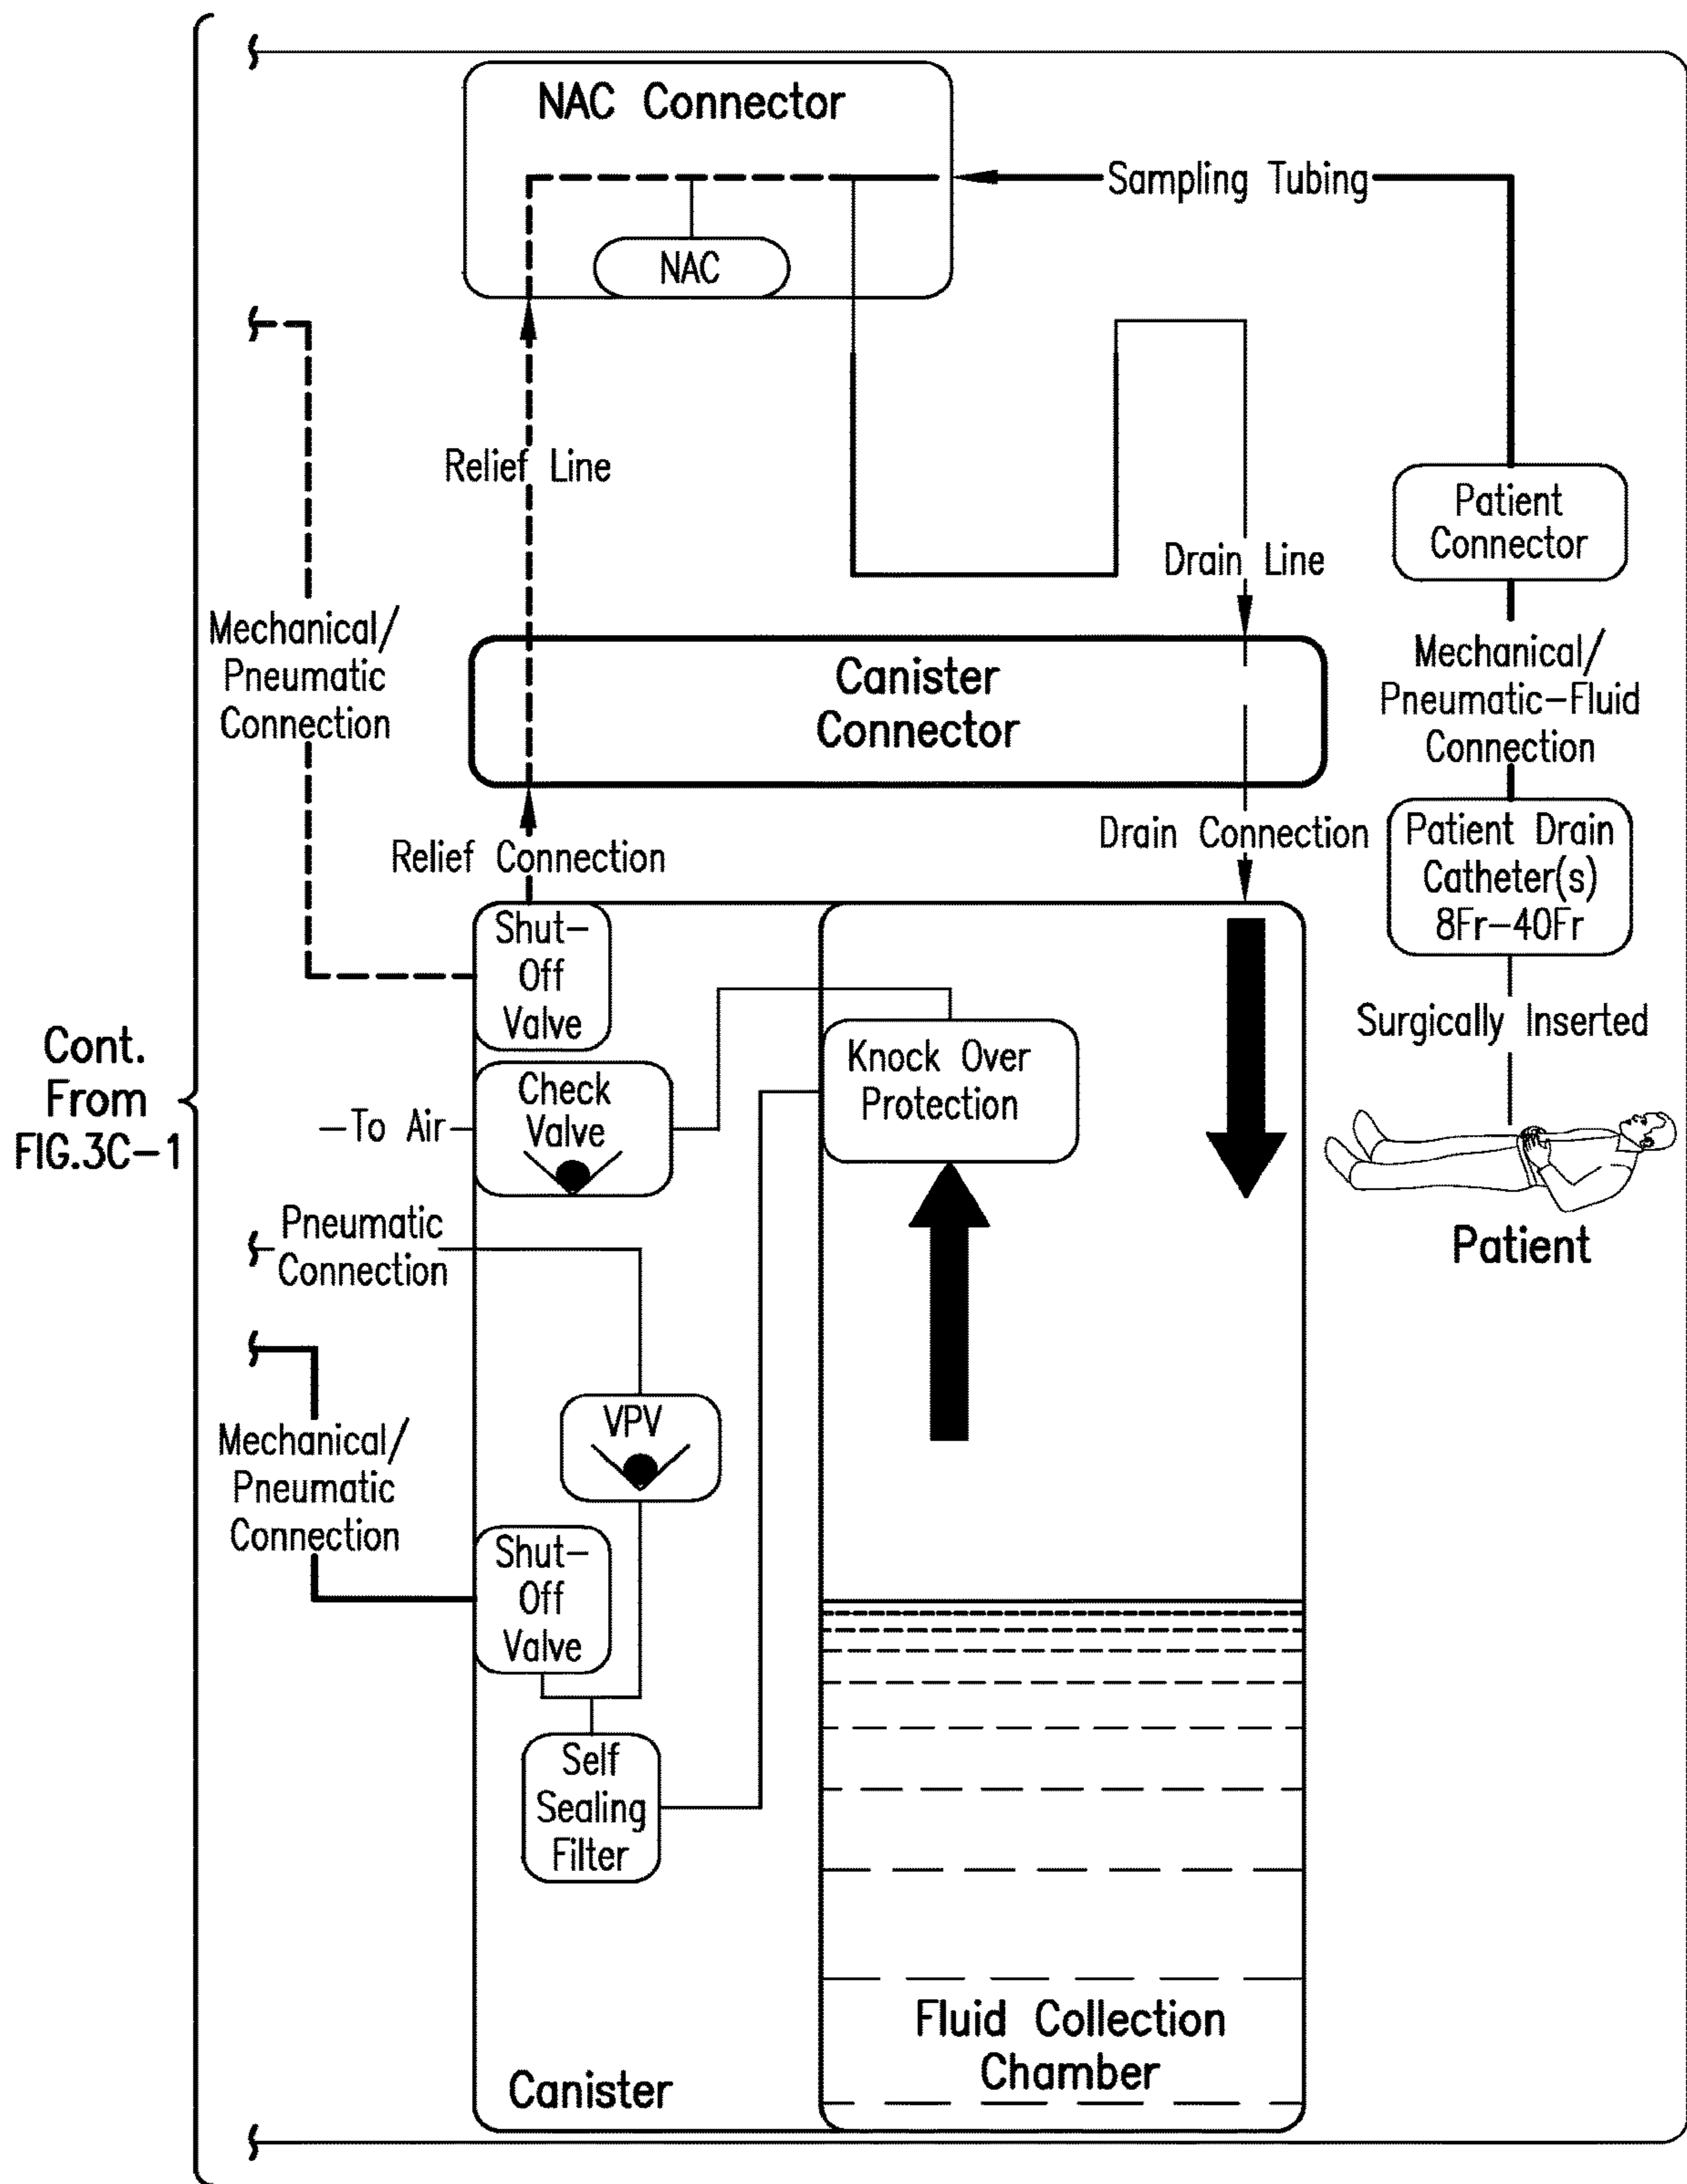 NAC Connector
Sampling Tubing
NAC
Relief Line
Patient
Connector
Drain Line
Mechanical/
Pneumatic
Connection
Canister
Connector
Mechanical/
Pneumatic-Fluid
Connection
Relief Connection
Drain Connection
Patient Drain
Catheter(s)
8Fr-40Fr
Shut-
Off
Valve
Surgically Inserted
Cont.
From
FIG.3C-1
Knock Over
Protection
Check
Valve
To Air
Patient
Pneumatic
Connection
VPV
Mechanical/
Pneumatic
Connection
Shut-
Off
Valve
Self
Sealing
Filter
Fluid Collection
Chamber
Canister